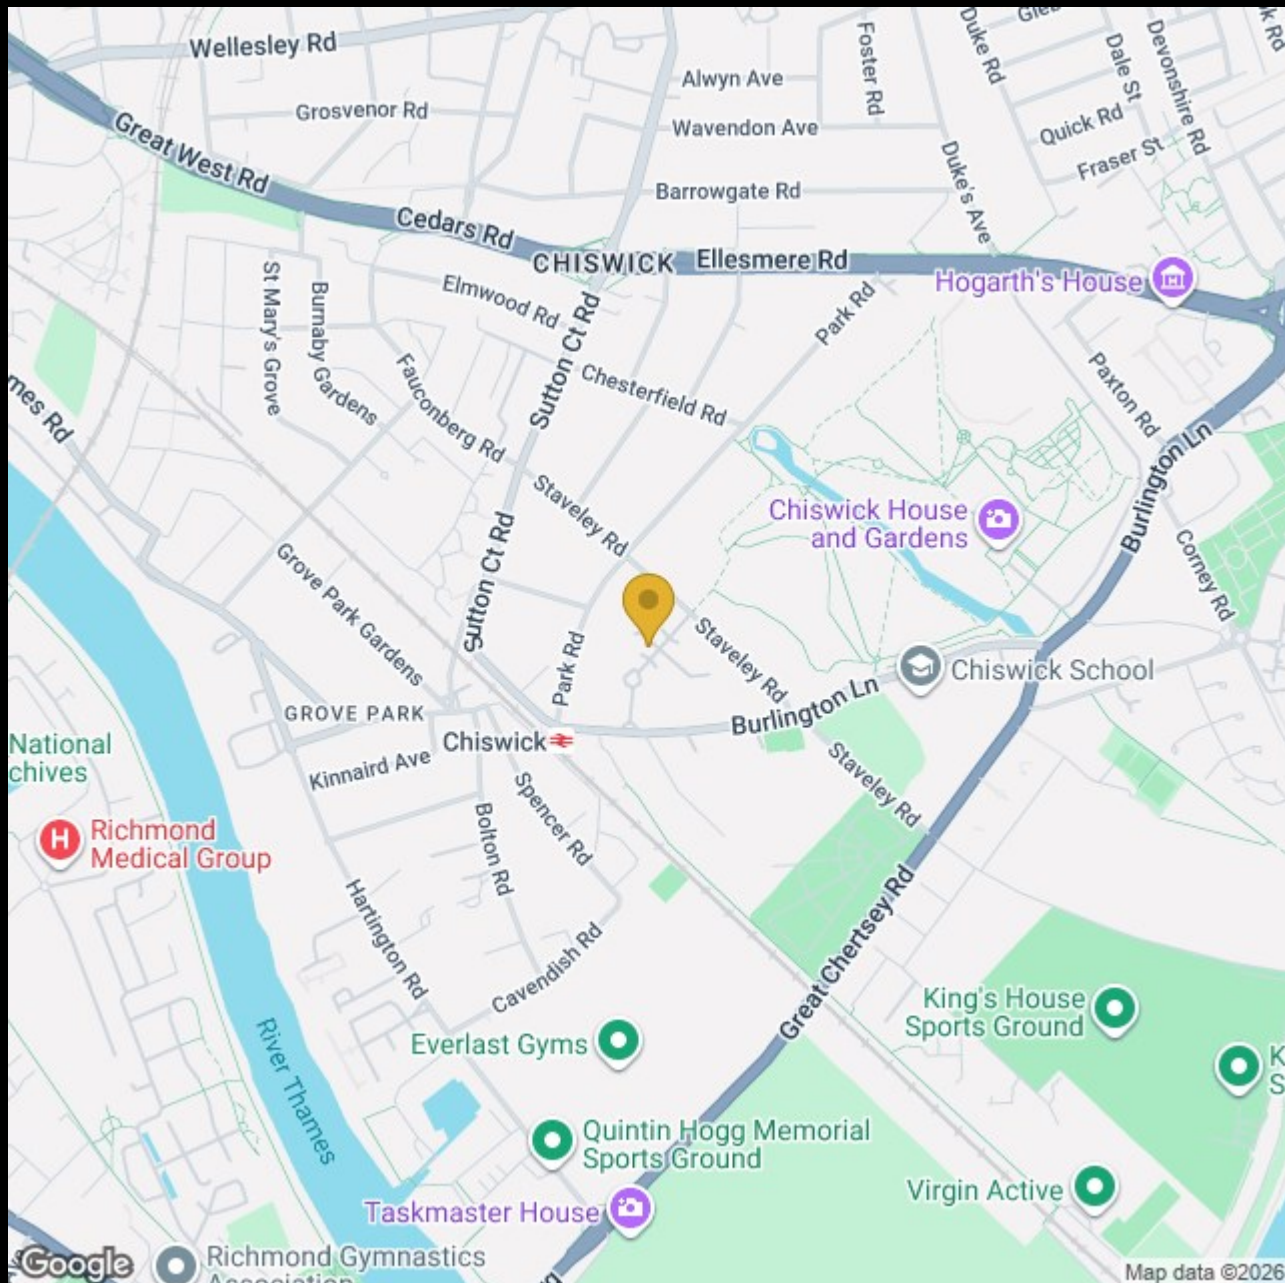 Wellesley Rd
Grosvenor Rd
Great West Rd
Cedars Rd
CHISWICK
Ellesmere Rd
Alwyn Ave
Wavendon Ave
Barrowgate Rd
Foster Rd
Duke Rd
Duke's Ave
Dale St
Devonshire Rd
Quick Rd
Fraser St
Hogarth's House
St Mary's Grove
Burnaby Gardens
Elmwood Rd
Fauconberg Rd
Sutton Ct Rd
Chesterfield Rd
Park Rd
Paxton Rd
Burlington Ln
Staveley Rd
Chiswick House
and Gardens
Corney Rd
Grove Park Gardens
Sutton Ct Rd
Park Rd
Staveley Rd
Chiswick School
Burlington Ln
GROVE PARK
Chiswick
Kinnaird Ave
Staveley Rd
National
chives
Richmond
Medical Group
Spencer Rd
Bolton Rd
Hartington Rd
Cavendish Rd
Great Chertsey Rd
King's House
Sports Ground
Everlast Gyms
River Thames
Quintin Hogg Memorial
Sports Ground
Virgin Active
Taskmaster House
Richmond Gymnastics
Association
Google
Map data ©2026